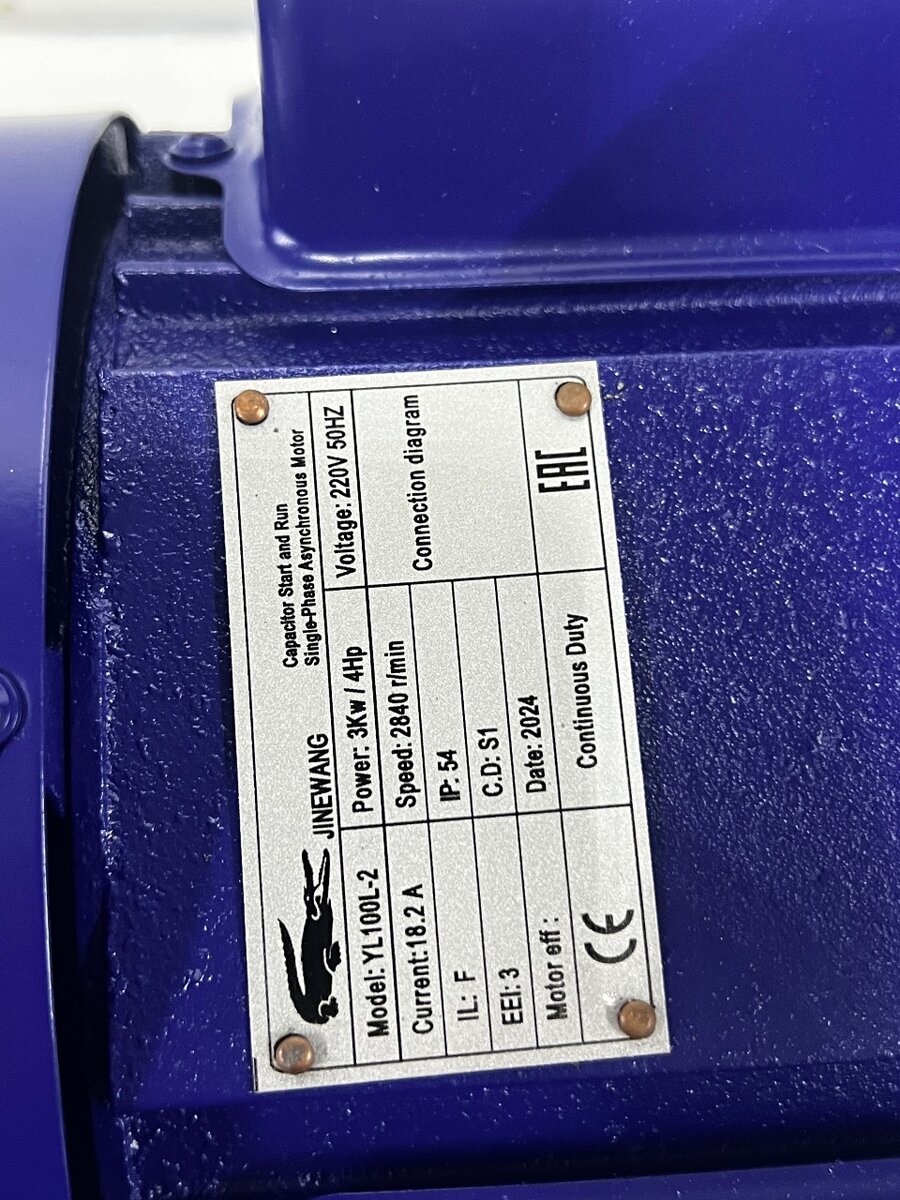 JINEWANG
Capacitor Start and Run
Single-Phase Asynchronous Motor
Model: YL100L-2
Power: 3Kw / 4Hp
Voltage: 220V 50HZ
Current:18.2 A
Speed: 2840 r/min
Connection diagram
IL: F
IP: 54
EEI: 3
C.D: S1
Motor eff :
Date: 2024
CE
Continuous Duty
EAC